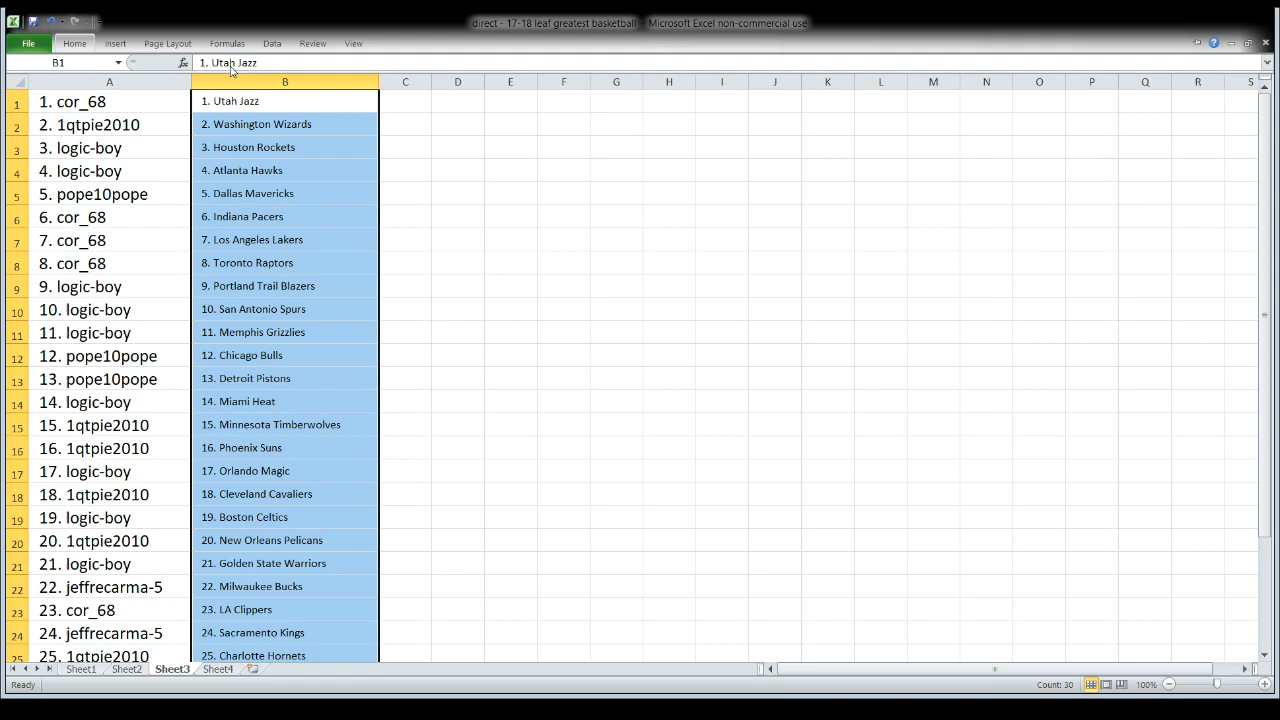 direct - 17-18 leaf greatest basketball - Microsoft Excel non-commercial use
File Home Insert Page Layout Formulas Data Review View
B1 fx 1. Utah Jazz
A B C D E F G H I J K L M N O P Q R S
1 1. cor_68 1. Utah Jazz
2 2. 1qtpie2010 2. Washington Wizards
3 3. logic-boy 3. Houston Rockets
4 4. logic-boy 4. Atlanta Hawks
5 5. pope10pope 5. Dallas Mavericks
6 6. cor_68 6. Indiana Pacers
7 7. cor_68 7. Los Angeles Lakers
8 8. cor_68 8. Toronto Raptors
9 9. logic-boy 9. Portland Trail Blazers
10 10. logic-boy 10. San Antonio Spurs
11 11. logic-boy 11. Memphis Grizzlies
12 12. pope10pope 12. Chicago Bulls
13 13. pope10pope 13. Detroit Pistons
14 14. logic-boy 14. Miami Heat
15 15. 1qtpie2010 15. Minnesota Timberwolves
16 16. 1qtpie2010 16. Phoenix Suns
17 17. logic-boy 17. Orlando Magic
18 18. 1qtpie2010 18. Cleveland Cavaliers
19 19. logic-boy 19. Boston Celtics
20 20. 1qtpie2010 20. New Orleans Pelicans
21 21. logic-boy 21. Golden State Warriors
22 22. jeffrecarma-5 22. Milwaukee Bucks
23 23. cor_68 23. LA Clippers
24 24. jeffrecarma-5 24. Sacramento Kings
25 25. 1qtpie2010 25. Charlotte Hornets
Sheet1 Sheet2 Sheet3 Sheet4
Ready Count: 30 100%